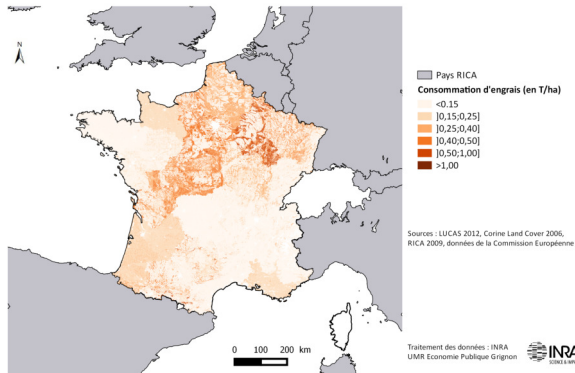 N
Pays RICA
Consommation d'engrais (en T/ha)
<0.15
]0,15;0,25]
]0,25;0,40]
]0,40;0,50]
]0,50;1,00]
>1,00
Sources : LUCAS 2012, Corine Land Cover 2006,
RICA 2009, données de la Commission Européenne
0 100 200 km
Traitement des données : INRA
UMR Economie Publique Grignon
INRA
SCIENCE & IMPACT